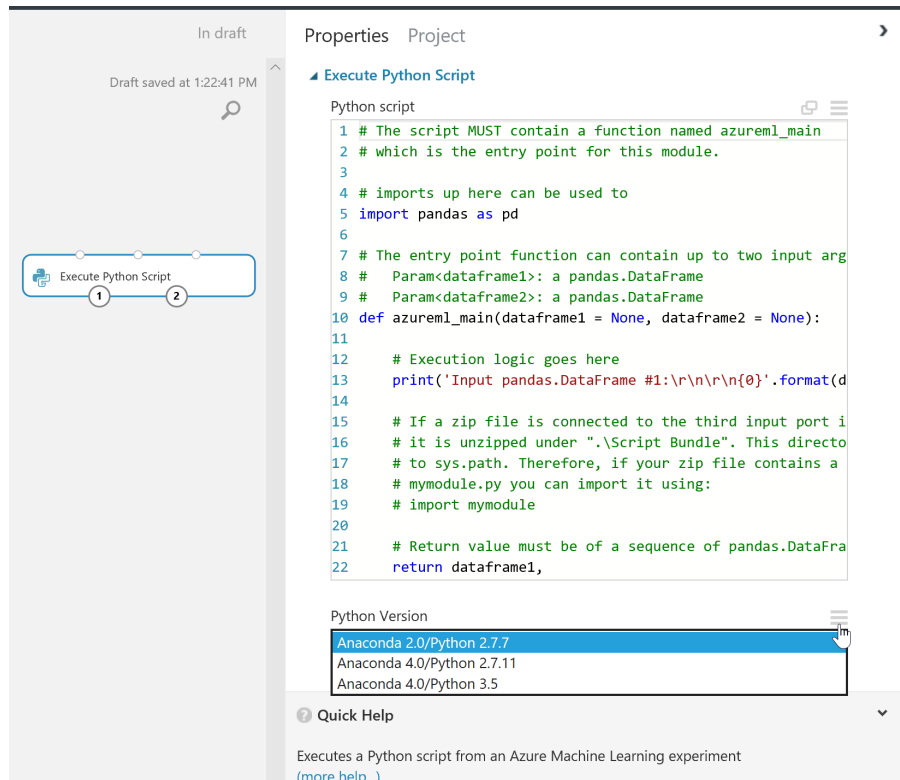 In draft
Draft saved at 1:22:41 PM
Execute Python Script
1 2
Properties Project
Execute Python Script
Python script
1 # The script MUST contain a function named azureml_main
2 # which is the entry point for this module.
3
4 # imports up here can be used to
5 import pandas as pd
6
7 # The entry point function can contain up to two input arg
8 #   Param<dataframe1>: a pandas.DataFrame
9 #   Param<dataframe2>: a pandas.DataFrame
10 def azureml_main(dataframe1 = None, dataframe2 = None):
11
12     # Execution logic goes here
13     print('Input pandas.DataFrame #1:\r\n\r\n{0}'.format(d
14
15     # If a zip file is connected to the third input port i
16     # it is unzipped under ".\Script Bundle". This directo
17     # to sys.path. Therefore, if your zip file contains a
18     # mymodule.py you can import it using:
19     # import mymodule
20
21     # Return value must be of a sequence of pandas.DataFra
22     return dataframe1,
Python Version
Anaconda 2.0/Python 2.7.7
Anaconda 4.0/Python 2.7.11
Anaconda 4.0/Python 3.5
Quick Help
Executes a Python script from an Azure Machine Learning experiment
(more help...)